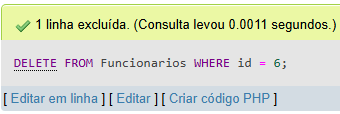 1 linha excluída. (Consulta levou 0.0011 segundos.)
DELETE FROM Funcionarios WHERE id = 6;
[ Editar em linha ] [ Editar ] [ Criar código PHP ]